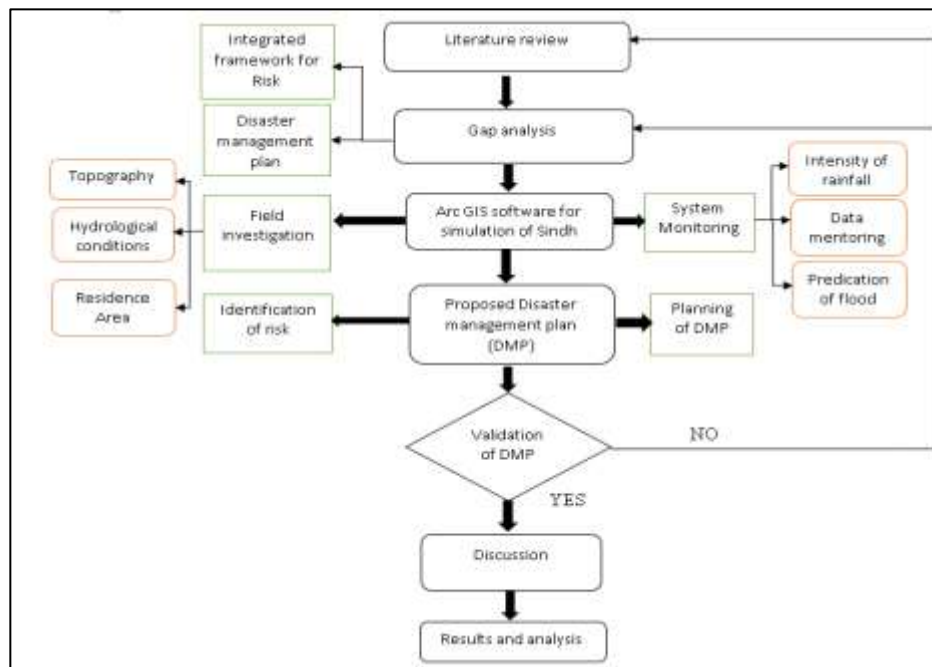 Literature review
Integrated
framework for
Risk
Gap analysis
Disaster
management
plan
Topography
Hydrological
conditions
Residence
Area
Field
investigation
Arc GIS software for
simulation of Sindh
System
Monitoring
Intensity of
rainfall
Data
mentoring
Predication
of flood
Identification
of risk
Proposed Disaster
management plan
(DMP)
Planning
of DMP
Validation
of DMP
NO
YES
Discussion
Results and analysis